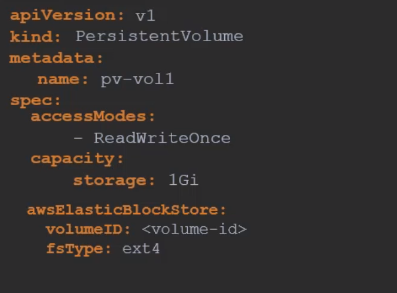 apiVersion: v1
kind: PersistentVolume
metadata:
name: pv-vol1
spec:
accessModes:
- ReadWriteOnce
capacity:
storage: 1Gi
awsElasticBlockStore:
volumeID: <volume-id>
fsType: ext4